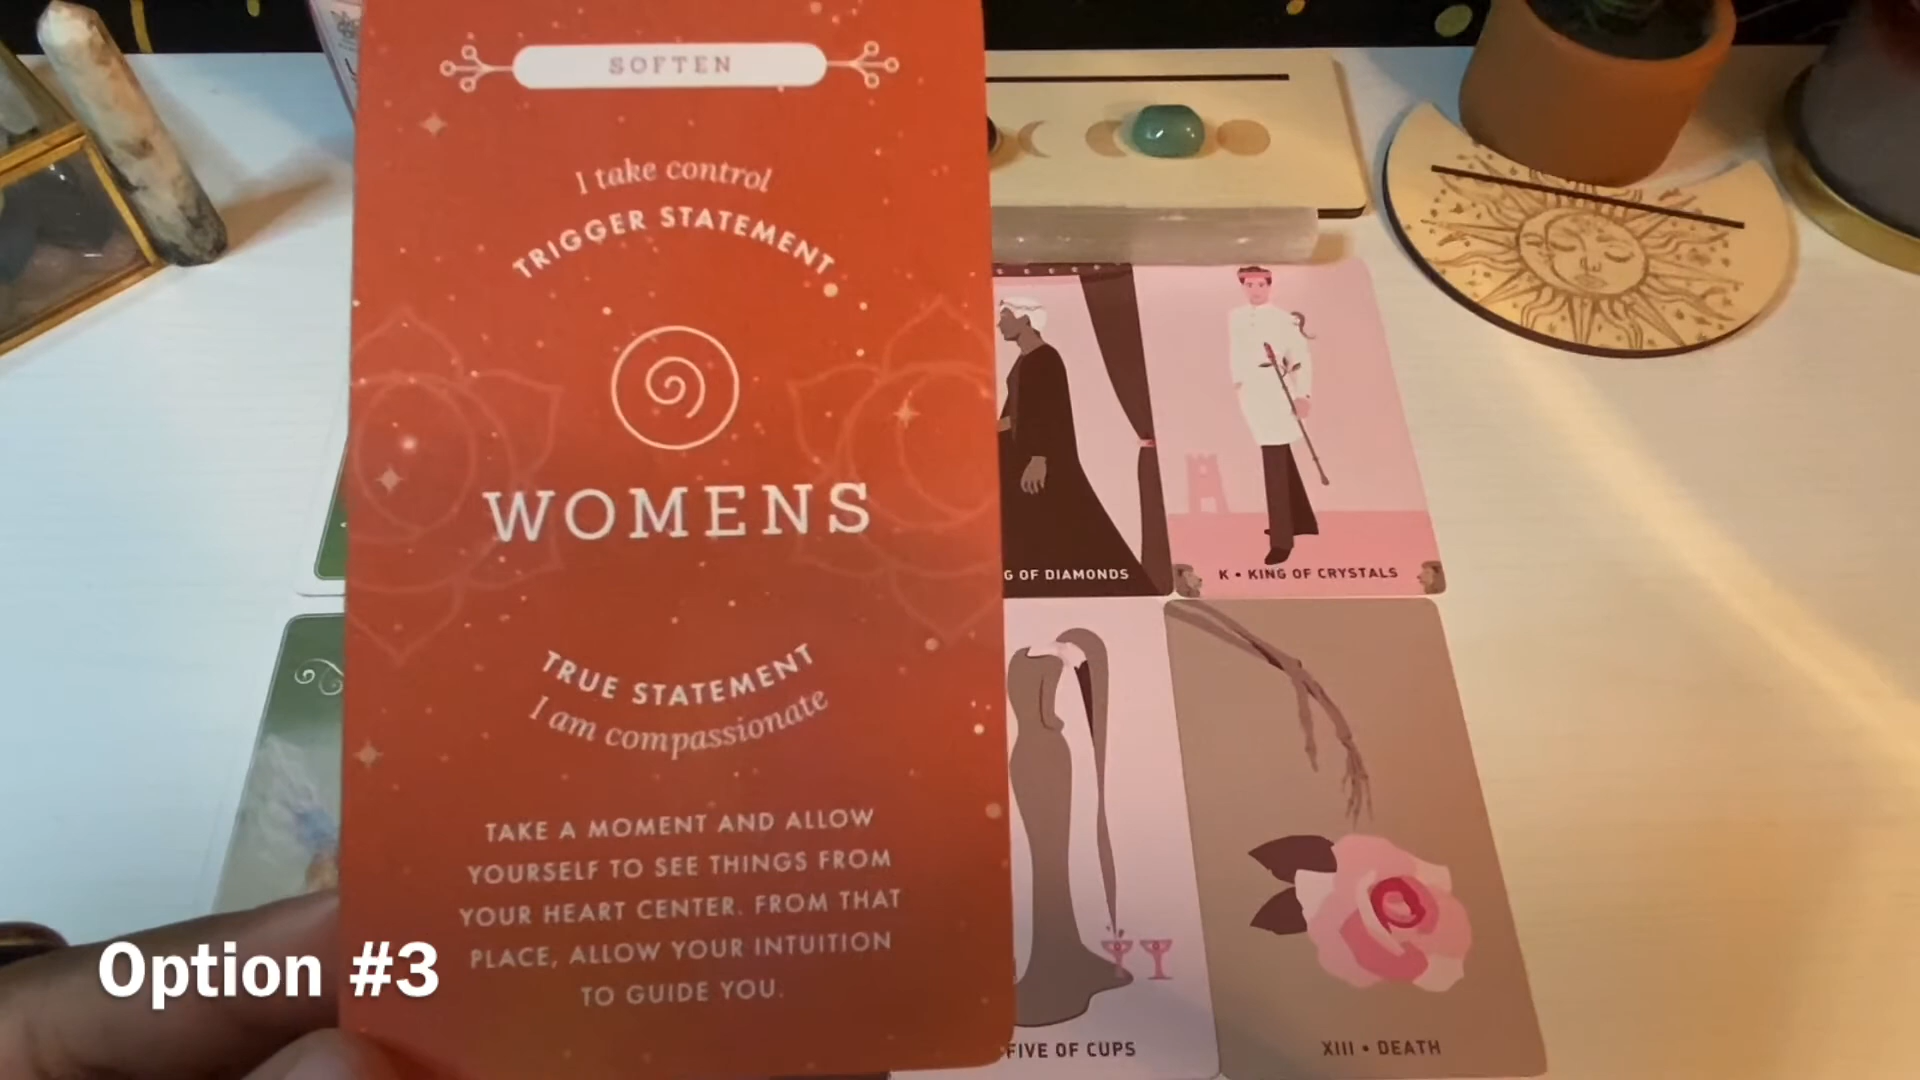 SOFTEN
I take control
TRIGGER STATEMENT
WOMENS
TRUE STATEMENT
I am compassionate
TAKE A MOMENT AND ALLOW
YOURSELF TO SEE THINGS FROM
YOUR HEART CENTER. FROM THAT
PLACE, ALLOW YOUR INTUITION
TO GUIDE YOU.
G OF DIAMONDS
K • KING OF CRYSTALS
FIVE OF CUPS
XIII • DEATH
Option #3